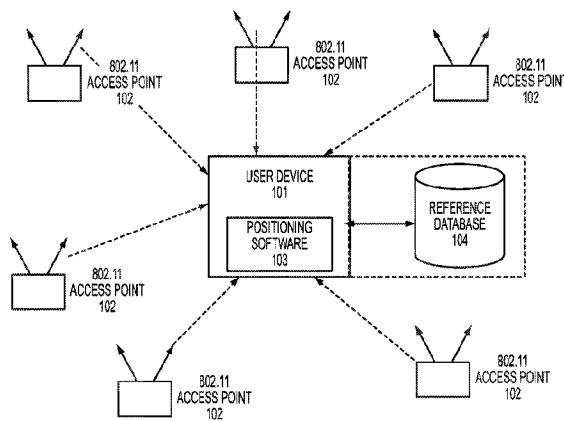 802.11
ACCESS POINT
102
802.11
ACCESS POINT
102
802.11
ACCESS POINT
102
USER DEVICE
101
POSITIONING
SOFTWARE
103
REFERENCE
DATABASE
104
802.11
ACCESS POINT
102
802.11
ACCESS POINT
102
802.11
ACCESS POINT
102